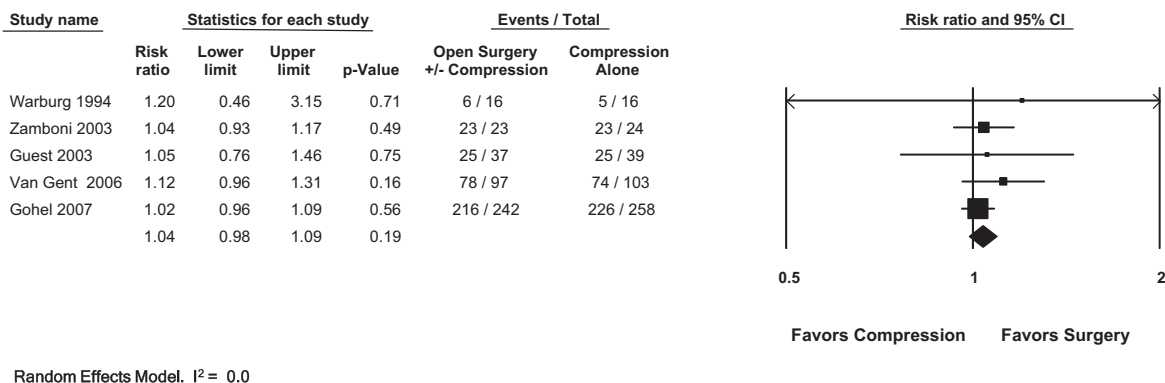 Study name Statistics for each study Events / Total Risk ratio and 95% CI
Risk ratio Lower limit Upper limit p-Value Open Surgery +/- Compression Compression Alone
Warburg 1994 1.20 0.46 3.15 0.71 6 / 16 5 / 16
Zamboni 2003 1.04 0.93 1.17 0.49 23 / 23 23 / 24
Guest 2003 1.05 0.76 1.46 0.75 25 / 37 25 / 39
Van Gent 2006 1.12 0.96 1.31 0.16 78 / 97 74 / 103
Gohel 2007 1.02 0.96 1.09 0.56 216 / 242 226 / 258
1.04 0.98 1.09 0.19
0.5 1 2
Favors Compression Favors Surgery
Random Effects Model. I² = 0.0